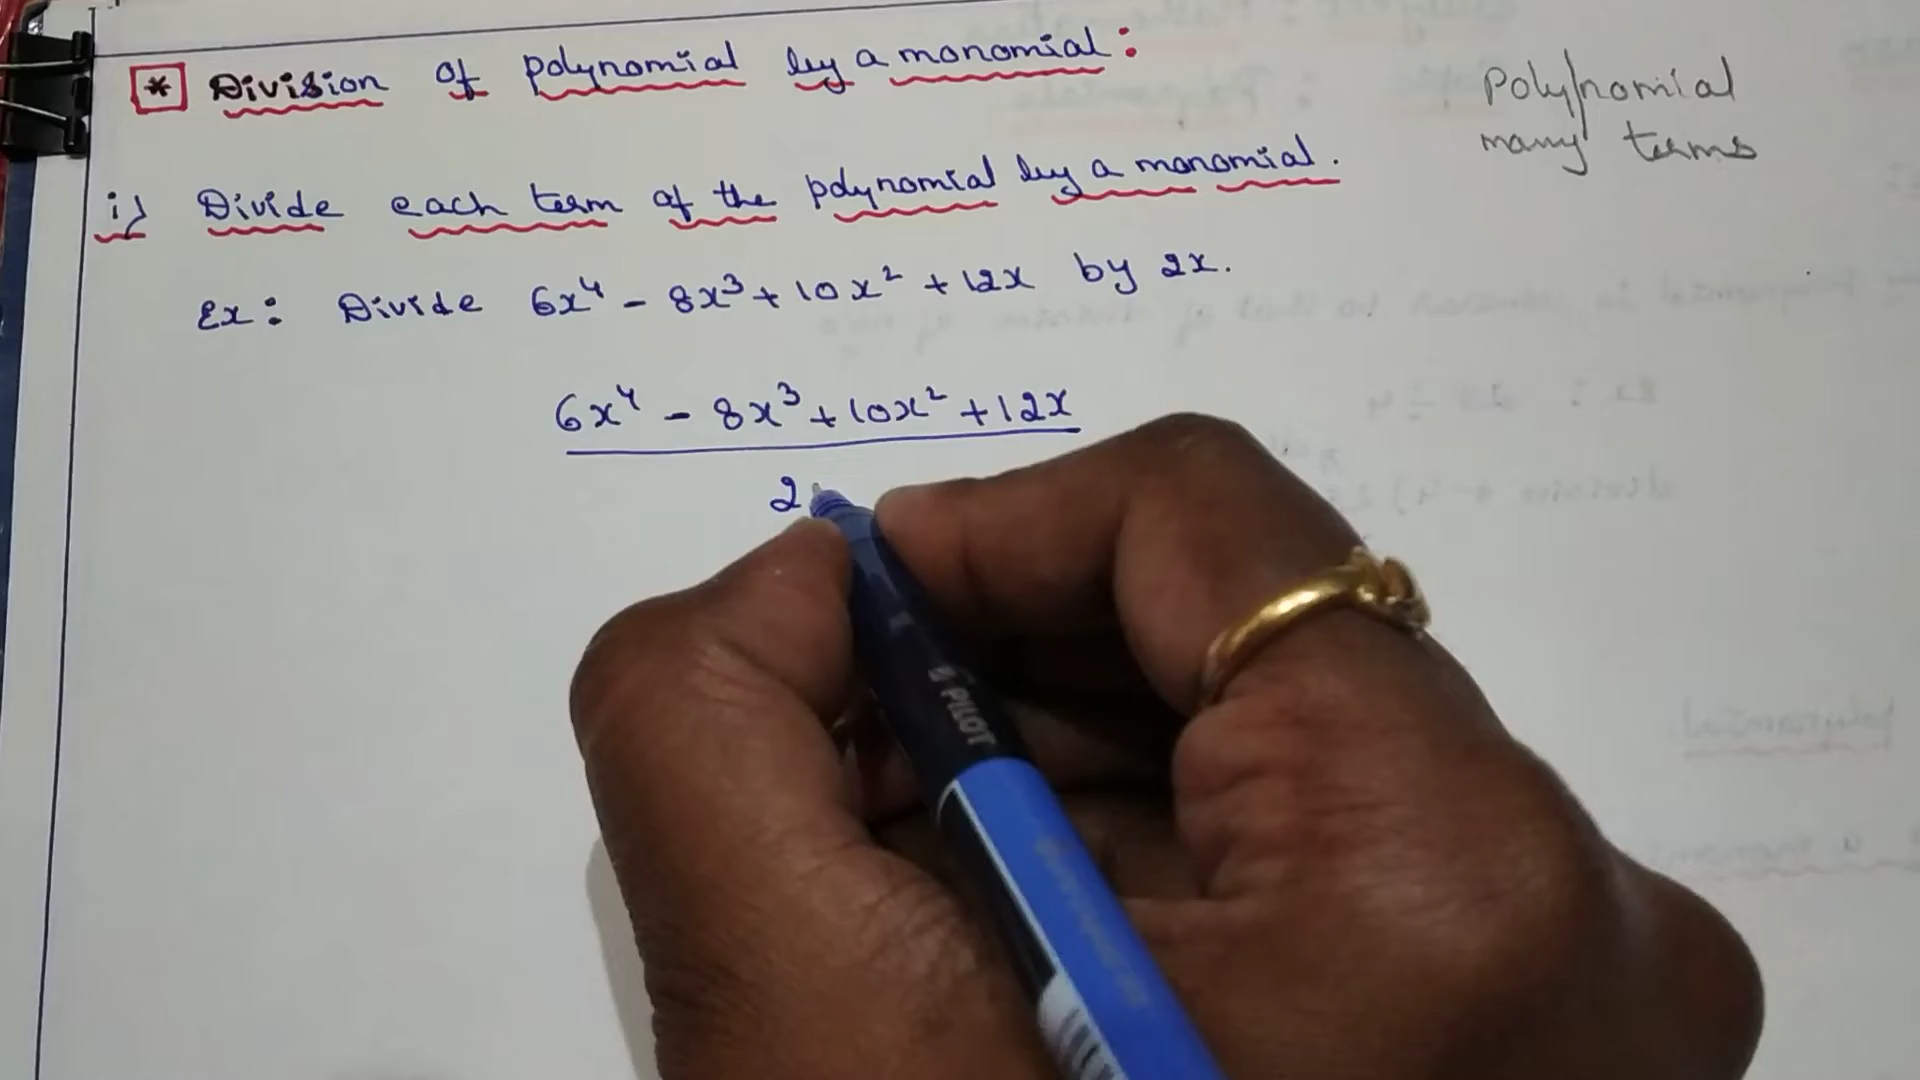 * Division of polynomial by a monomial:
Polynomial
many terms
i) Divide each term of the polynomial by a monomial.
Ex: Divide 6x⁴ - 8x³ + 10x² + 12x by 2x.
6x⁴ - 8x³ + 10x² + 12x
2
PILOT